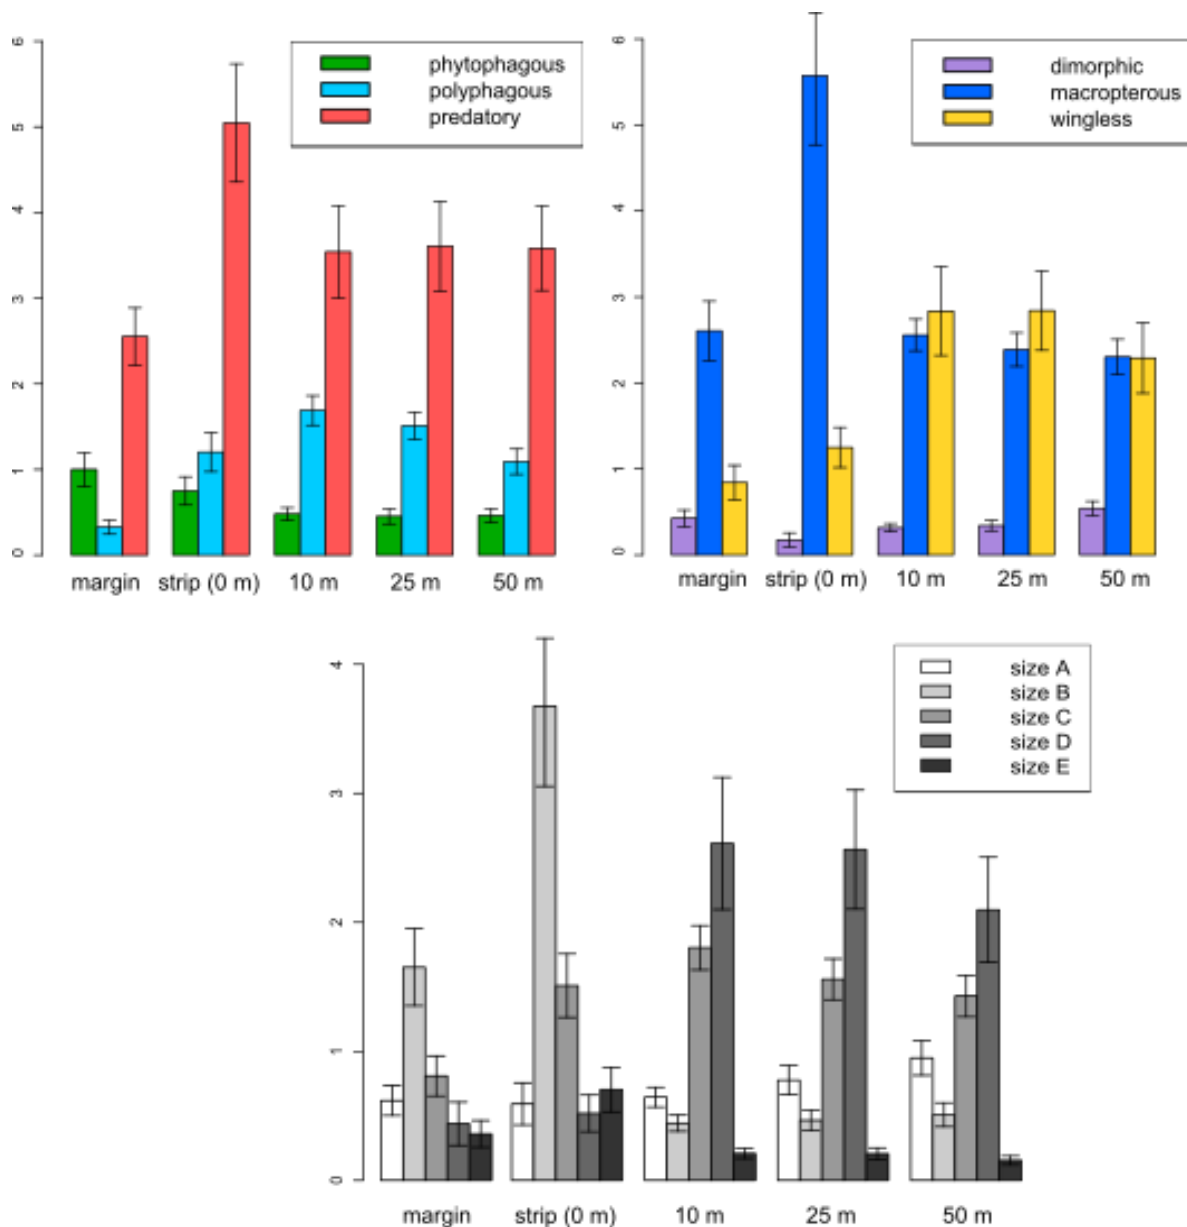 6
5
4
3
2
1
0
phytophagous
polyphagous
predatory
margin strip (0 m) 10 m 25 m 50 m
6
5
4
3
2
1
0
dimorphic
macropterous
wingless
margin strip (0 m) 10 m 25 m 50 m
4
3
2
1
0
size A
size B
size C
size D
size E
margin strip (0 m) 10 m 25 m 50 m